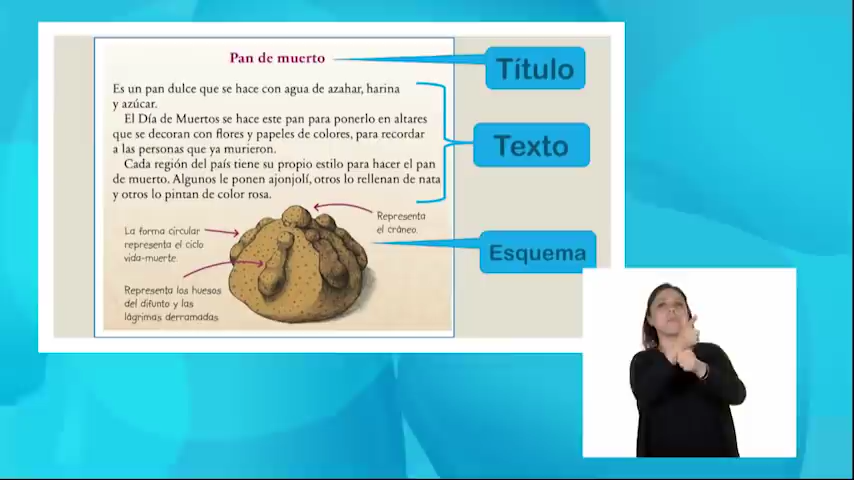 Pan de muerto
Título
Es un pan dulce que se hace con agua de azahar, harina
y azúcar.
El Día de Muertos se hace este pan para ponerlo en altares
que se decoran con flores y papeles de colores, para recordar
a las personas que ya murieron.
Cada región del país tiene su propio estilo para hacer el pan
de muerto. Algunos le ponen ajonjolí, otros lo rellenan de nata
y otros lo pintan de color rosa.
Texto
Representa
el cráneo.
La forma circular
representa el ciclo
vida-muerte.
Esquema
Representa los huesos
del difunto y las
lágrimas derramadas